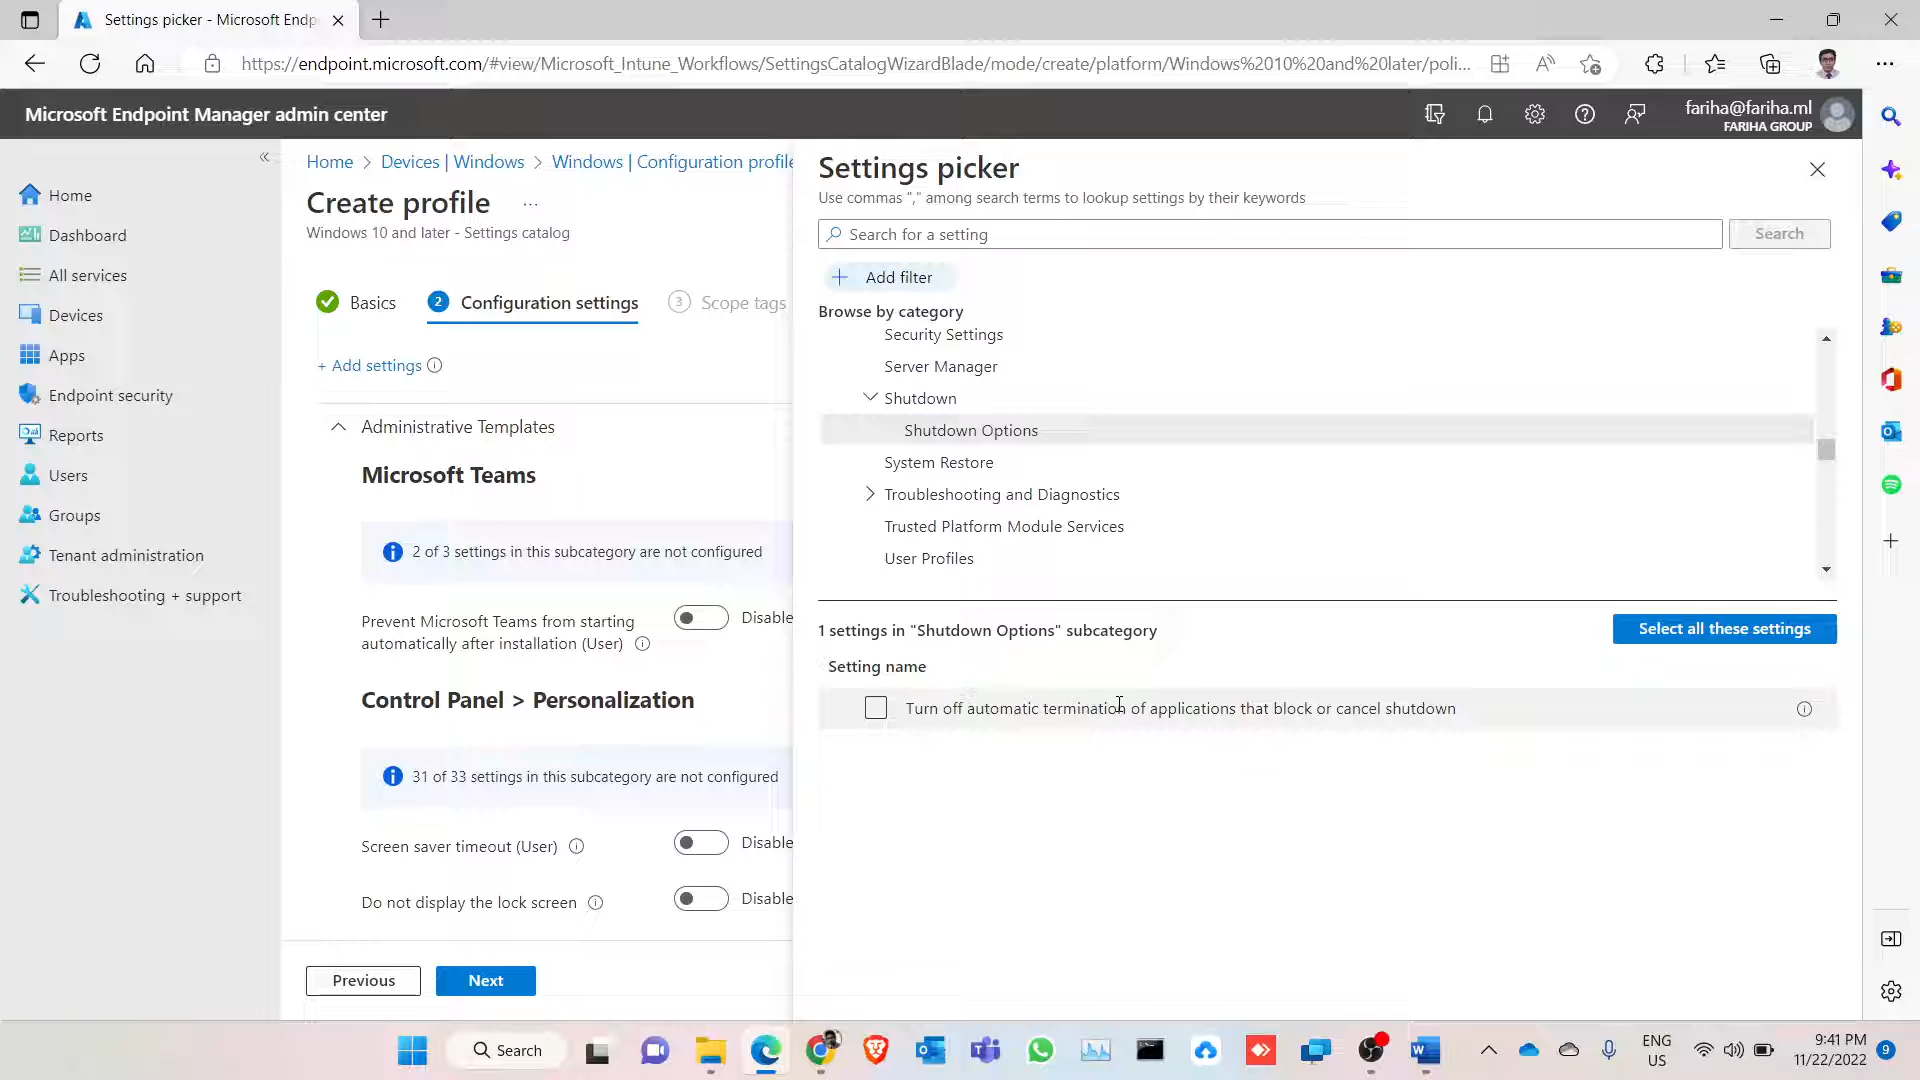 Settings picker - Microsoft Endp
https://endpoint.microsoft.com/#view/Microsoft_Intune_Workflows/SettingsCatalogWizardBlade/mode/create/platform/Windows%2010%20and%20later/poli...
Microsoft Endpoint Manager admin center
fariha@fariha.ml
FARIHA GROUP
Home
Dashboard
All services
Devices
Apps
Endpoint security
Reports
Users
Groups
Tenant administration
Troubleshooting + support
Home > Devices | Windows > Windows | Configuration profile
Create profile ...
Windows 10 and later - Settings catalog
Basics
2 Configuration settings
3 Scope tags
+ Add settings
Administrative Templates
Microsoft Teams
2 of 3 settings in this subcategory are not configured
Prevent Microsoft Teams from starting
automatically after installation (User)
Disable
Control Panel > Personalization
31 of 33 settings in this subcategory are not configured
Screen saver timeout (User)
Disable
Do not display the lock screen
Disable
Previous
Next
Settings picker
Use commas "," among search terms to lookup settings by their keywords
Search for a setting
Search
Add filter
Browse by category
Security Settings
Server Manager
Shutdown
Shutdown Options
System Restore
Troubleshooting and Diagnostics
Trusted Platform Module Services
User Profiles
1 settings in "Shutdown Options" subcategory
Select all these settings
Setting name
Turn off automatic termination of applications that block or cancel shutdown
Search
ENG
US
9:41 PM
11/22/2022
9